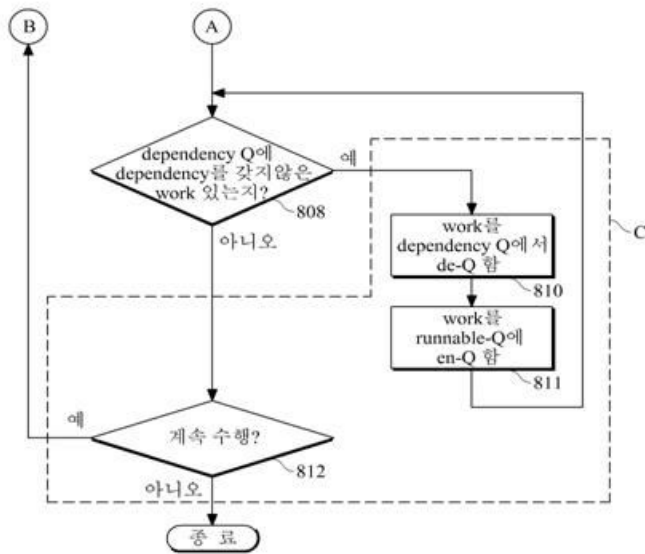 B
A
dependency Q에
dependency를 갖지않은
work 있는지?
808
예
아니오
work를
dependency Q에서
de-Q 함
810
C
work를
runnable-Q에
en-Q 함
811
예
계속 수행?
812
아니오
종 료